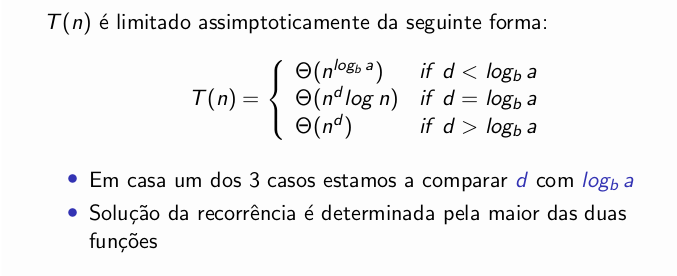 T(n) é limitado assimptoticamente da seguinte forma:
T(n) = { Θ(n^{log_b a}) if d < log_b a
Θ(n^d log n) if d = log_b a
Θ(n^d) if d > log_b a
• Em casa um dos 3 casos estamos a comparar d com log_b a
• Solução da recorrência é determinada pela maior das duas
funções